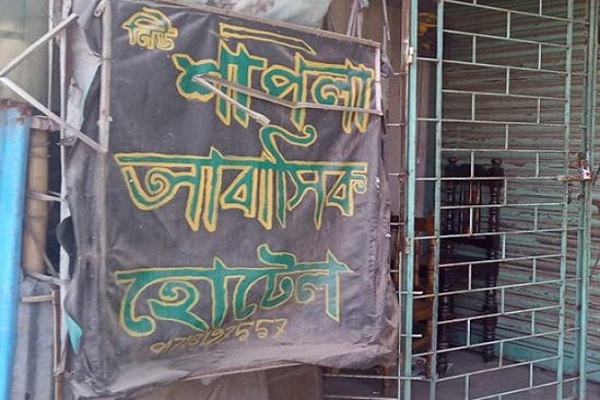 নিউ
শাপলা
আবাসিক
হোটেল